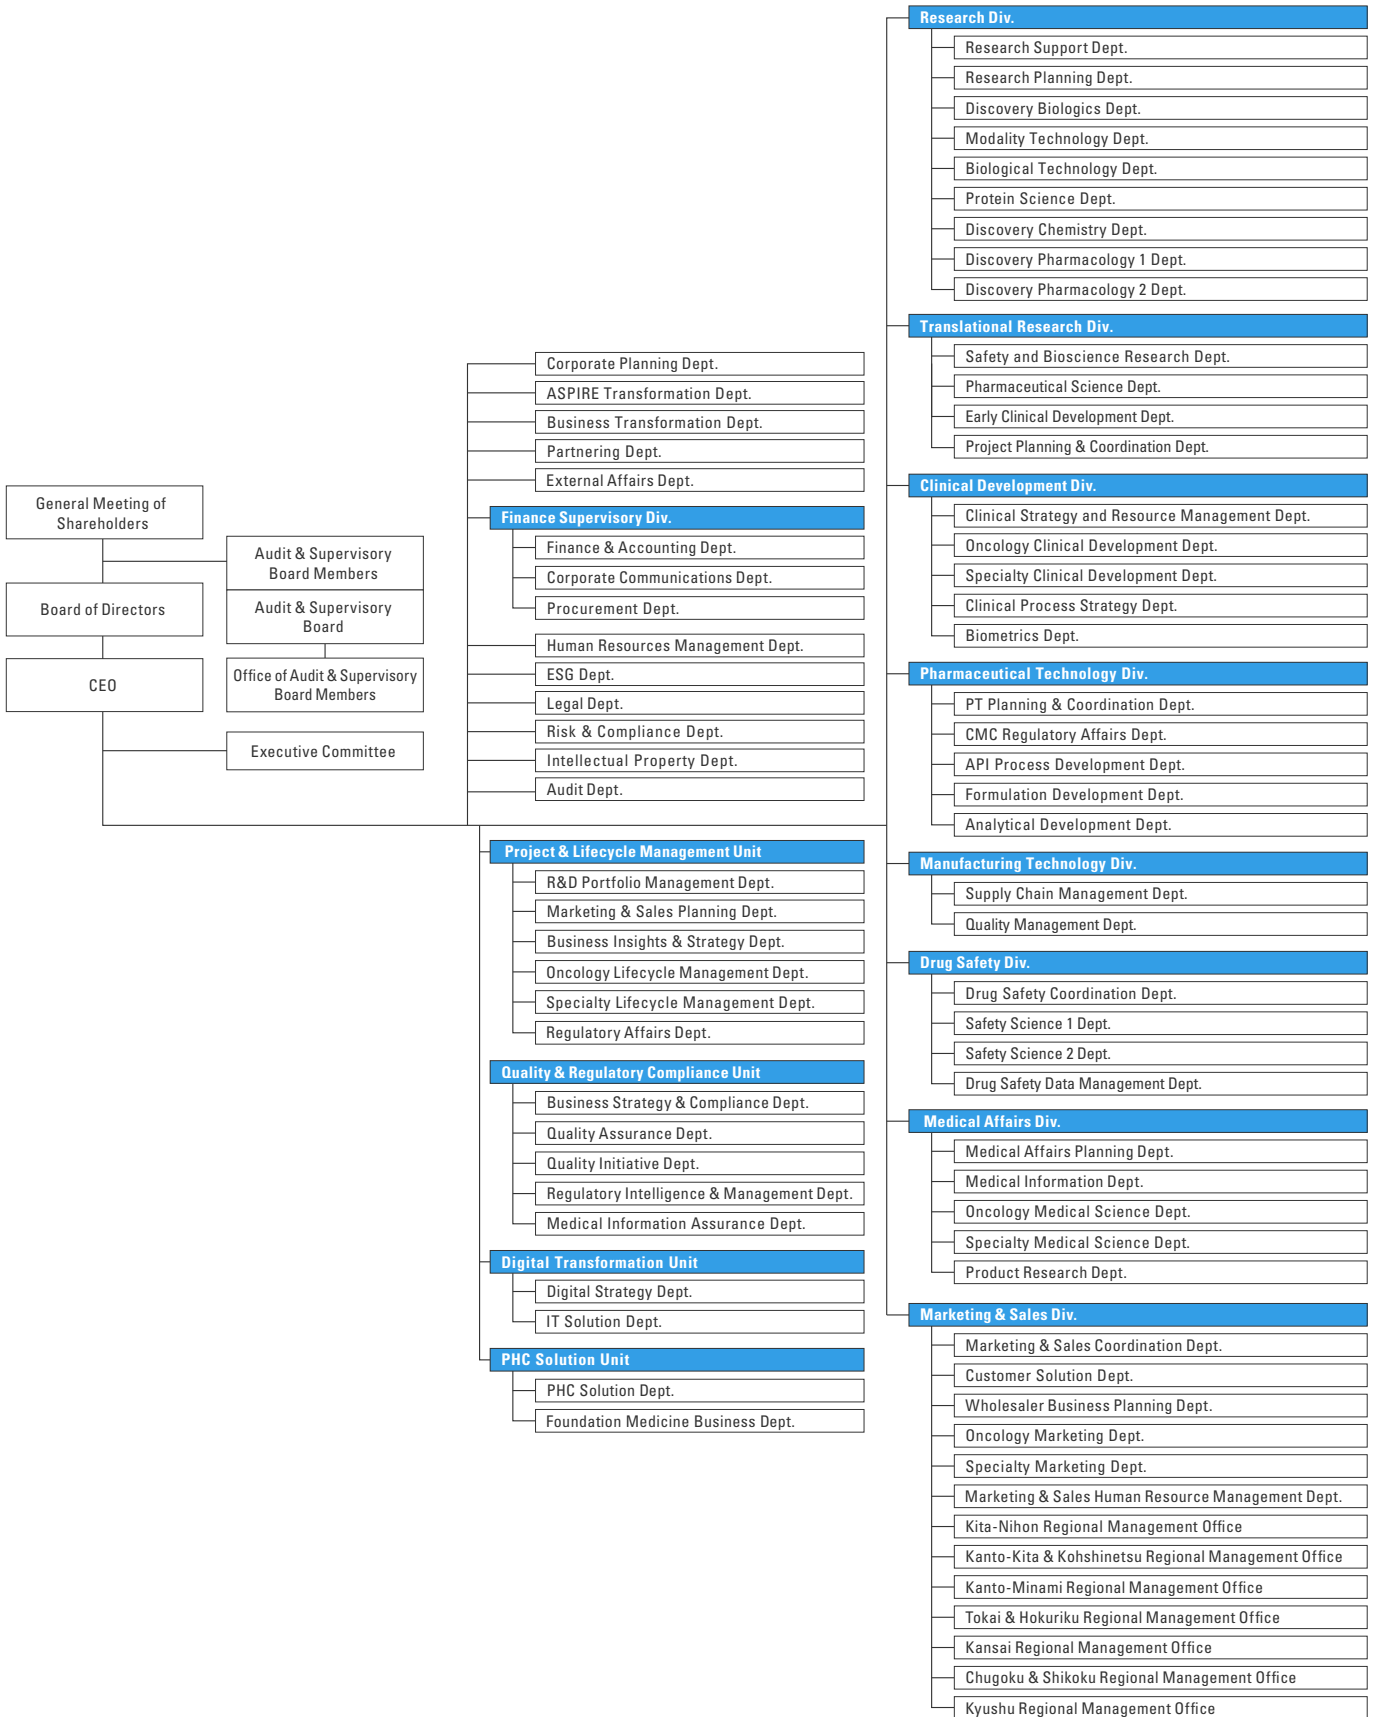 General Meeting of
Shareholders
Audit & Supervisory
Board Members
Board of Directors
Audit & Supervisory
Board
CEO
Office of Audit & Supervisory
Board Members
Executive Committee
Corporate Planning Dept.
ASPIRE Transformation Dept.
Business Transformation Dept.
Partnering Dept.
External Affairs Dept.
Finance Supervisory Div.
Finance & Accounting Dept.
Corporate Communications Dept.
Procurement Dept.
Human Resources Management Dept.
ESG Dept.
Legal Dept.
Risk & Compliance Dept.
Intellectual Property Dept.
Audit Dept.
Project & Lifecycle Management Unit
R&D Portfolio Management Dept.
Marketing & Sales Planning Dept.
Business Insights & Strategy Dept.
Oncology Lifecycle Management Dept.
Specialty Lifecycle Management Dept.
Regulatory Affairs Dept.
Quality & Regulatory Compliance Unit
Business Strategy & Compliance Dept.
Quality Assurance Dept.
Quality Initiative Dept.
Regulatory Intelligence & Management Dept.
Medical Information Assurance Dept.
Digital Transformation Unit
Digital Strategy Dept.
IT Solution Dept.
PHC Solution Unit
PHC Solution Dept.
Foundation Medicine Business Dept.
Research Div.
Research Support Dept.
Research Planning Dept.
Discovery Biologics Dept.
Modality Technology Dept.
Biological Technology Dept.
Protein Science Dept.
Discovery Chemistry Dept.
Discovery Pharmacology 1 Dept.
Discovery Pharmacology 2 Dept.
Translational Research Div.
Safety and Bioscience Research Dept.
Pharmaceutical Science Dept.
Early Clinical Development Dept.
Project Planning & Coordination Dept.
Clinical Development Div.
Clinical Strategy and Resource Management Dept.
Oncology Clinical Development Dept.
Specialty Clinical Development Dept.
Clinical Process Strategy Dept.
Biometrics Dept.
Pharmaceutical Technology Div.
PT Planning & Coordination Dept.
CMC Regulatory Affairs Dept.
API Process Development Dept.
Formulation Development Dept.
Analytical Development Dept.
Manufacturing Technology Div.
Supply Chain Management Dept.
Quality Management Dept.
Drug Safety Div.
Drug Safety Coordination Dept.
Safety Science 1 Dept.
Safety Science 2 Dept.
Drug Safety Data Management Dept.
Medical Affairs Div.
Medical Affairs Planning Dept.
Medical Information Dept.
Oncology Medical Science Dept.
Specialty Medical Science Dept.
Product Research Dept.
Marketing & Sales Div.
Marketing & Sales Coordination Dept.
Customer Solution Dept.
Wholesaler Business Planning Dept.
Oncology Marketing Dept.
Specialty Marketing Dept.
Marketing & Sales Human Resource Management Dept.
Kita-Nihon Regional Management Office
Kanto-Kita & Kohshinetsu Regional Management Office
Kanto-Minami Regional Management Office
Tokai & Hokuriku Regional Management Office
Kansai Regional Management Office
Chugoku & Shikoku Regional Management Office
Kyushu Regional Management Office